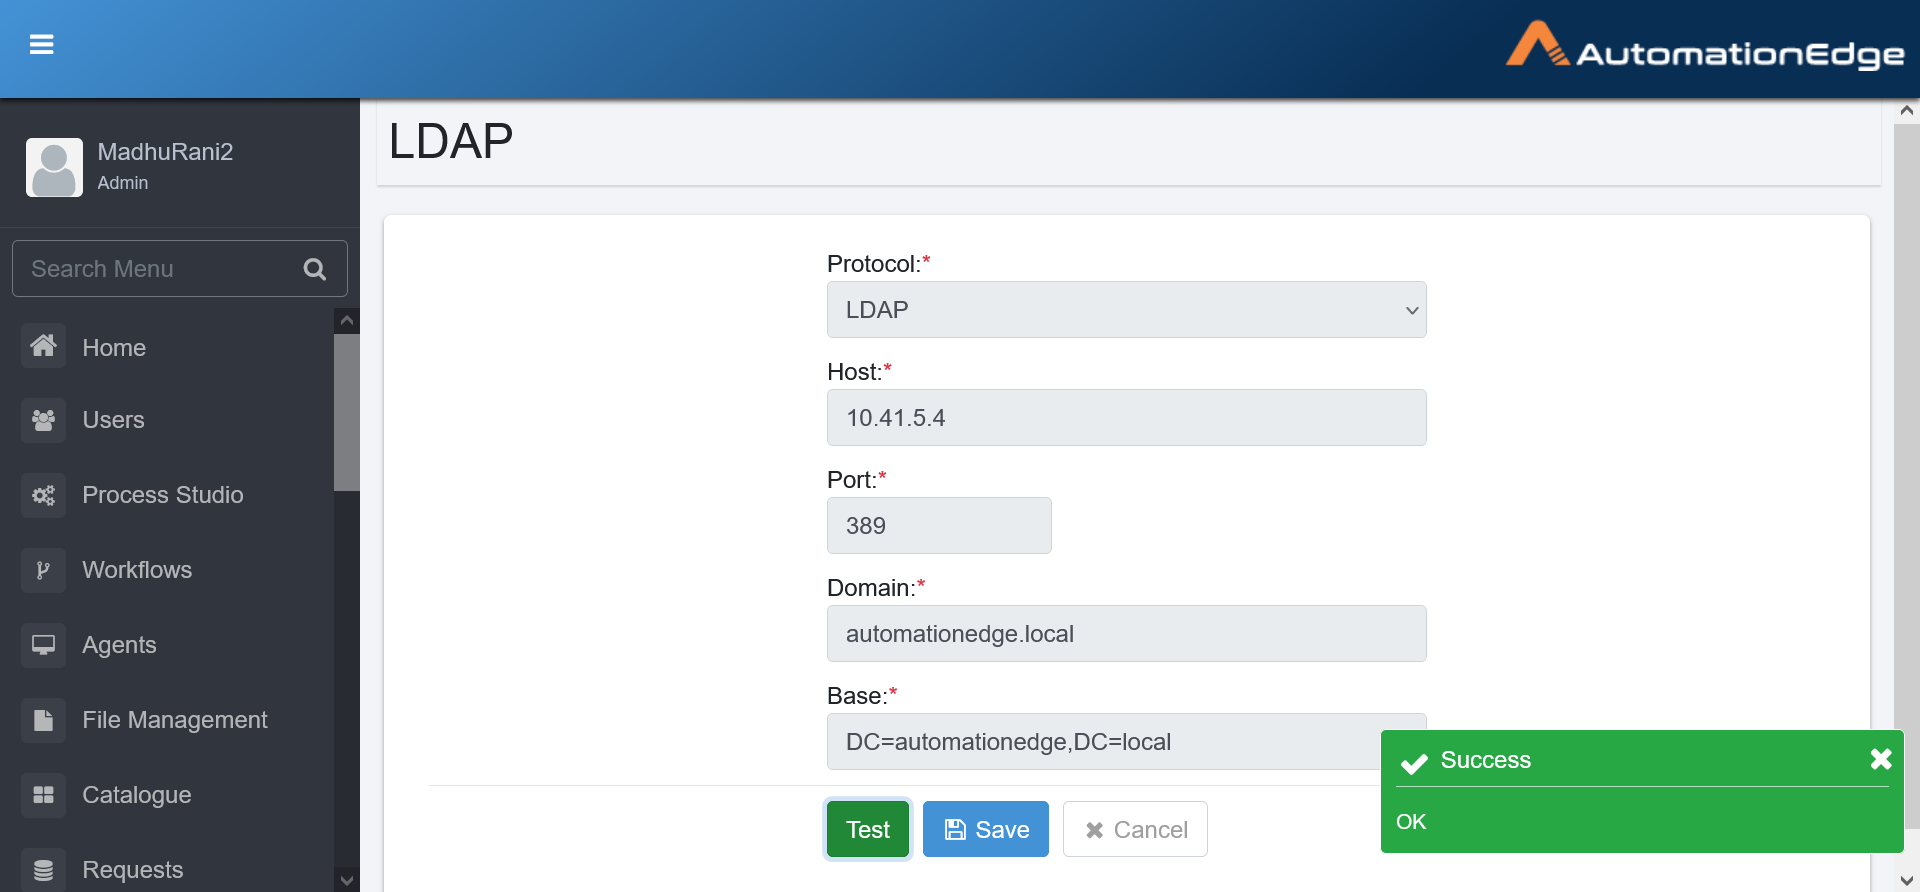 AutomationEdge
MadhuRani2
Admin
Search Menu
Home
Users
Process Studio
Workflows
Agents
File Management
Catalogue
Requests
LDAP
Protocol:*
LDAP
Host:*
10.41.5.4
Port:*
389
Domain:*
automationedge.local
Base:*
DC=automationedge,DC=local
Test
Save
Cancel
Success
OK